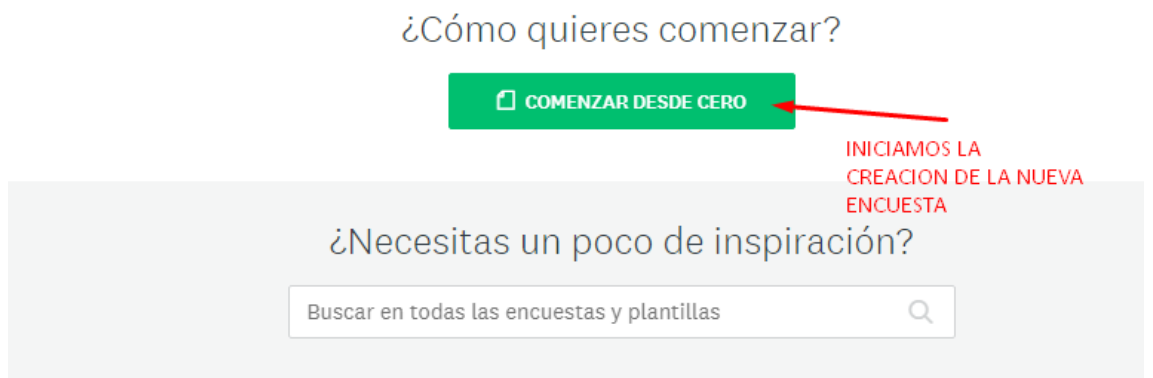 ¿Cómo quieres comenzar?
COMENZAR DESDE CERO
INICIAMOS LA
CREACION DE LA NUEVA
ENCUESTA
¿Necesitas un poco de inspiración?
Buscar en todas las encuestas y plantillas